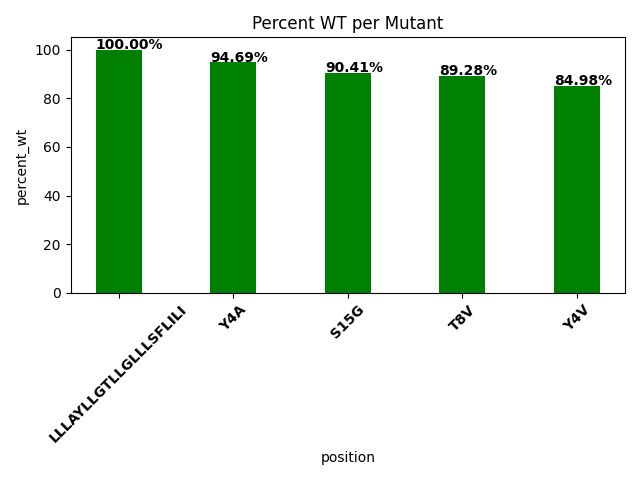 Percent WT per Mutant
percent_wt
100
80
60
40
20
0
100.00%
94.69%
90.41%
89.28%
84.98%
LLLAYLLGTLLGLLLSFLILI
Y4A
S15G
T8V
Y4V
position